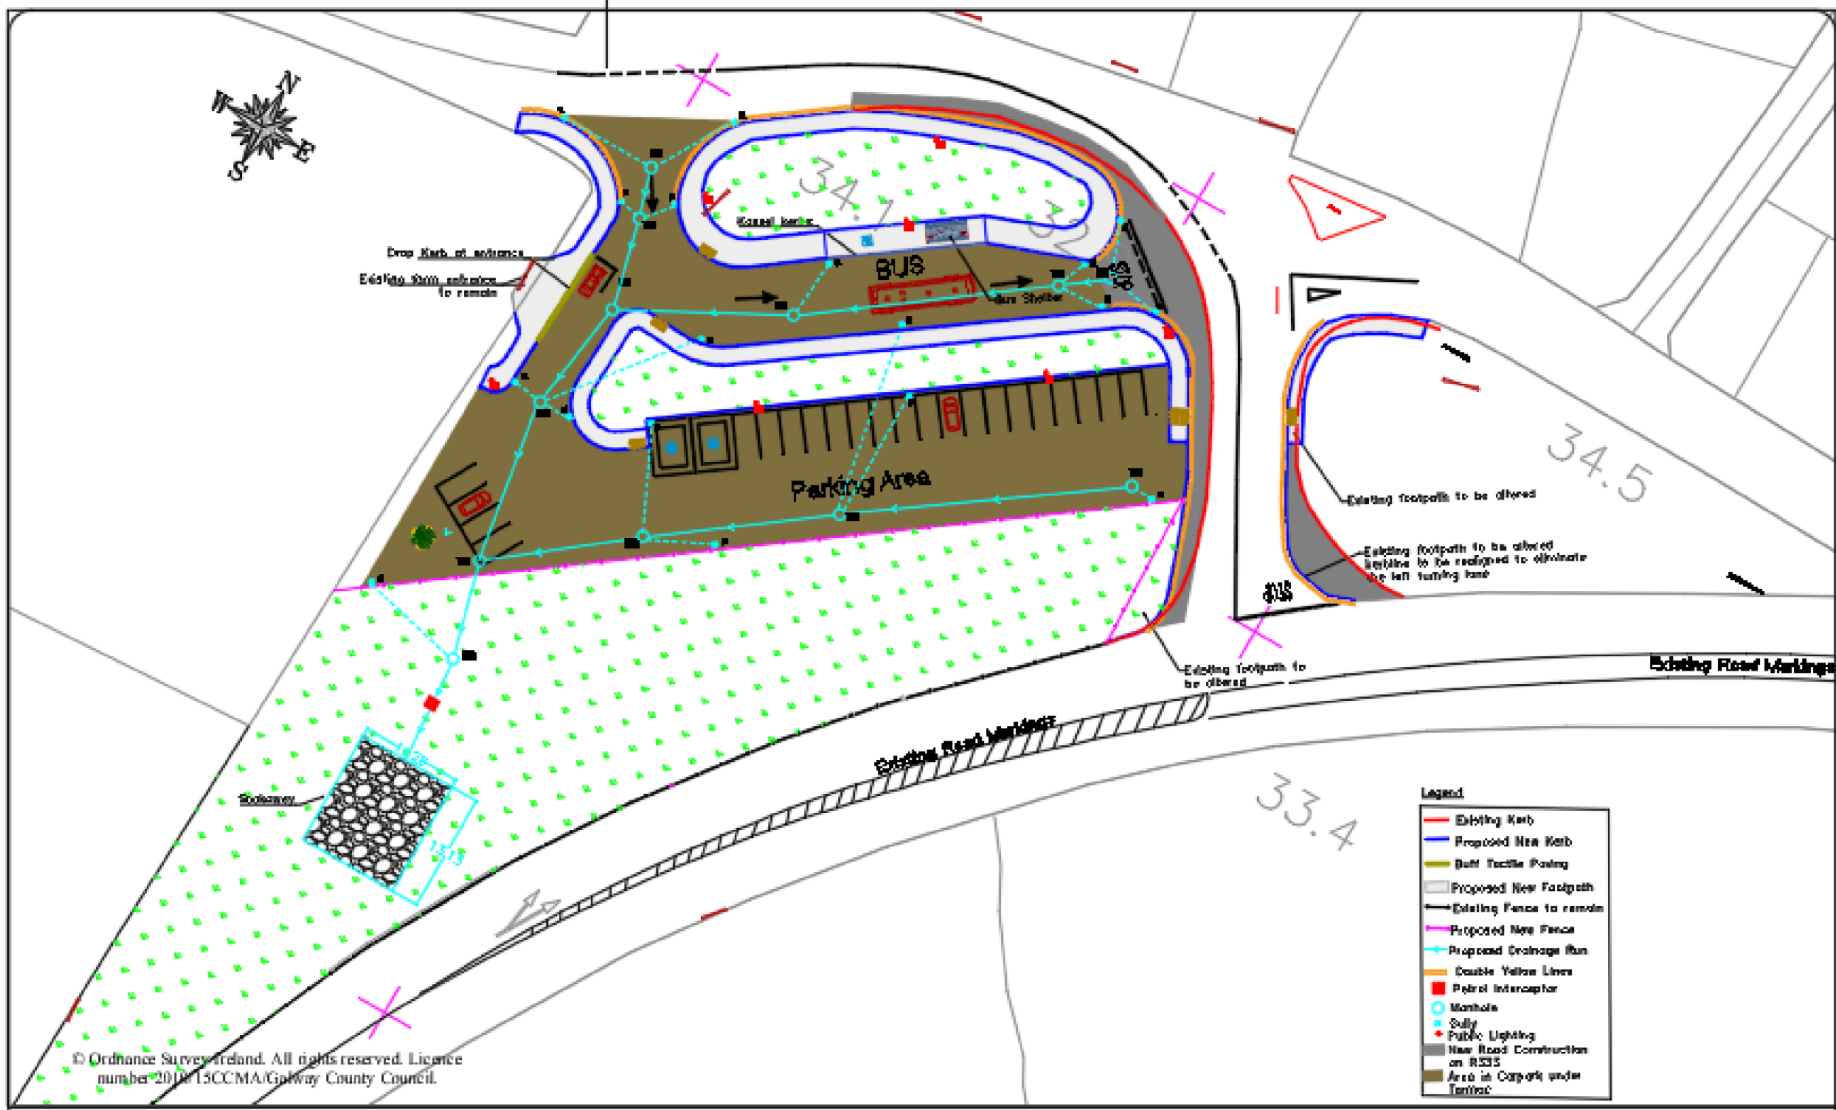 N
W
E
S
34.1
32
Kassel kerbs
Drop Kerb at entrance
Existing farm entrance
to remain
BUS
Bus Shelter
Parking Area
34.5
Existing footpath to be altered
Existing footpath to be altered
kerbline to be realigned to eliminate
the left turning lane
Existing footpath to
be altered
Existing Road Markings
Existing Road Markings
33.4
Soakaway
13.13
Legend
Existing Kerb
Proposed New Kerb
Buff Tactile Paving
Proposed New Footpath
Existing Fence to remain
Proposed New Fence
Proposed Drainage Run
Double Yellow Lines
Petrol Interceptor
Manhole
Gully
Public Lighting
New Road Construction
on R335
Area in Carpark under
Tarmac
© Ordnance Survey Ireland. All rights reserved. Licence
number 2018/15CCMA/Galway County Council.